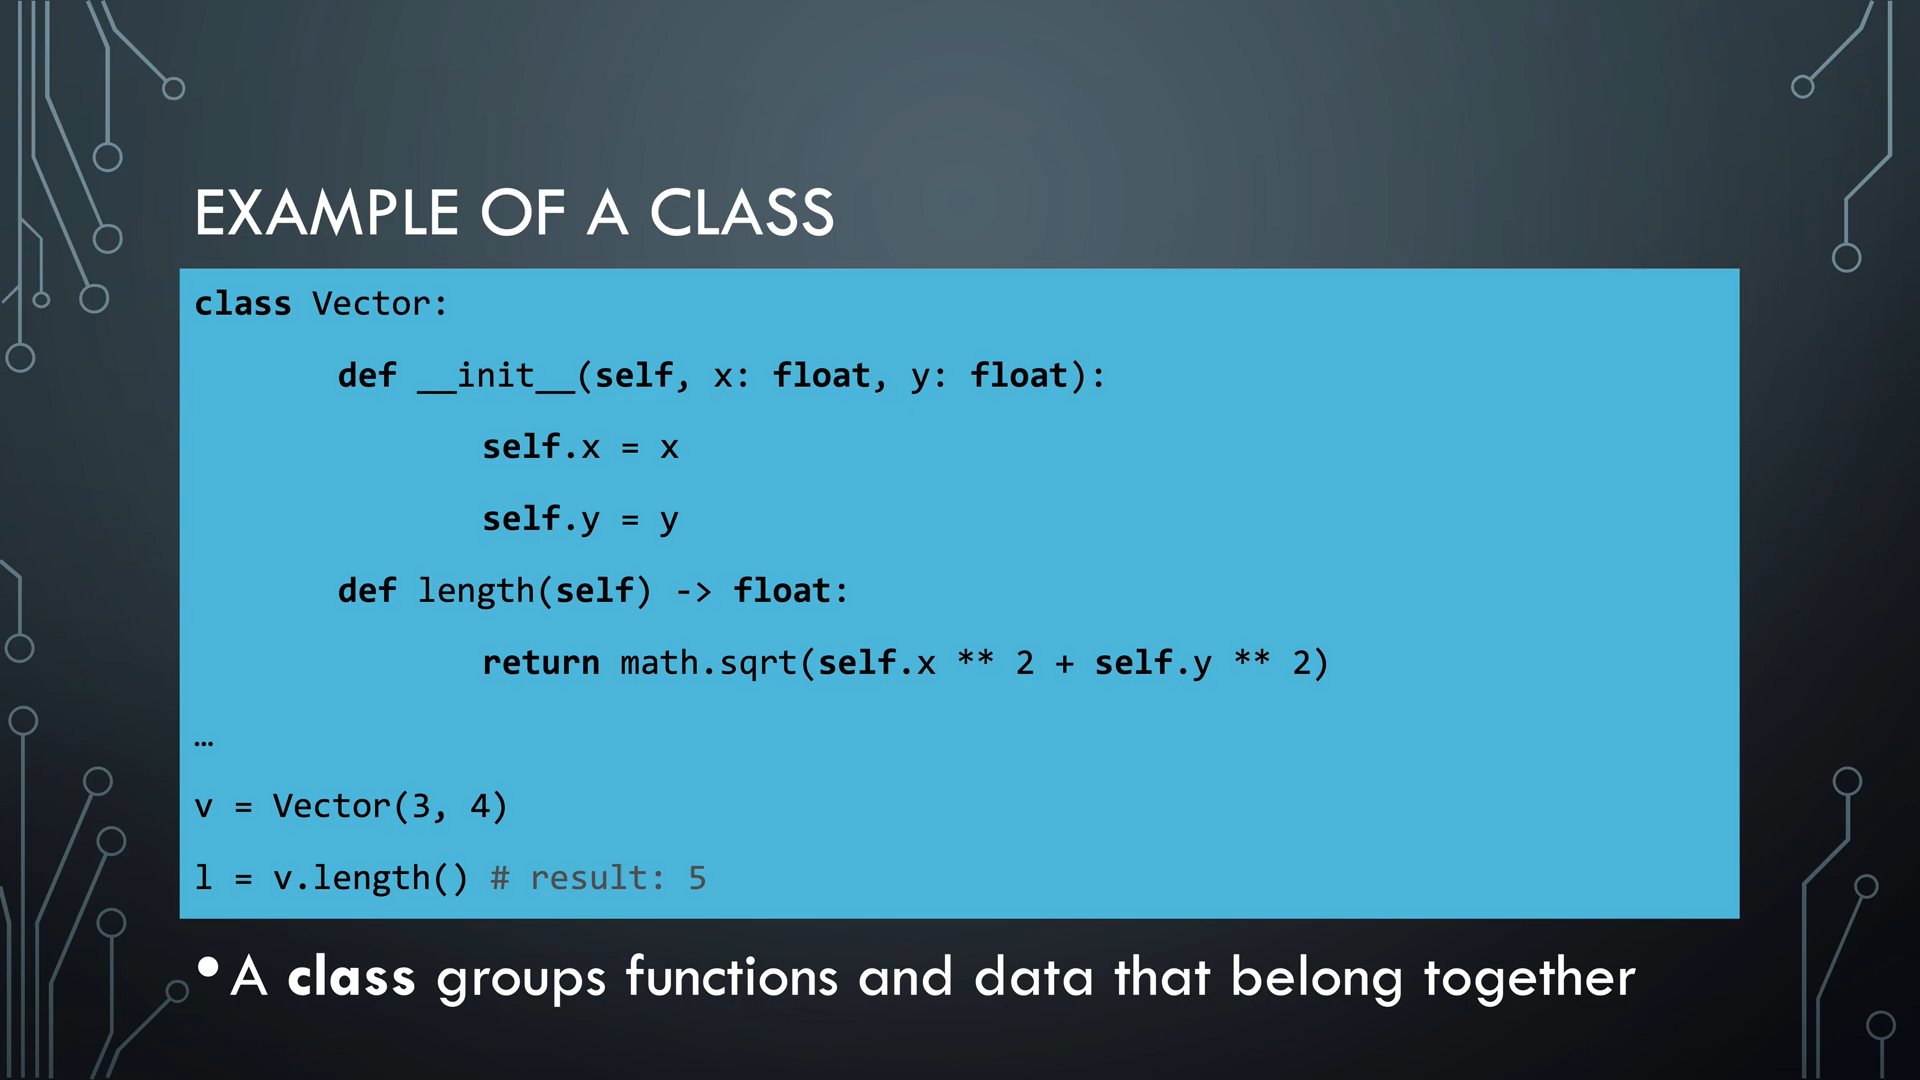 EXAMPLE OF A CLASS
class Vector:
def __init__(self, x: float, y: float):
self.x = x
self.y = y
def length(self) -> float:
return math.sqrt(self.x ** 2 + self.y ** 2)
…
v = Vector(3, 4)
l = v.length() # result: 5
•A class groups functions and data that belong together